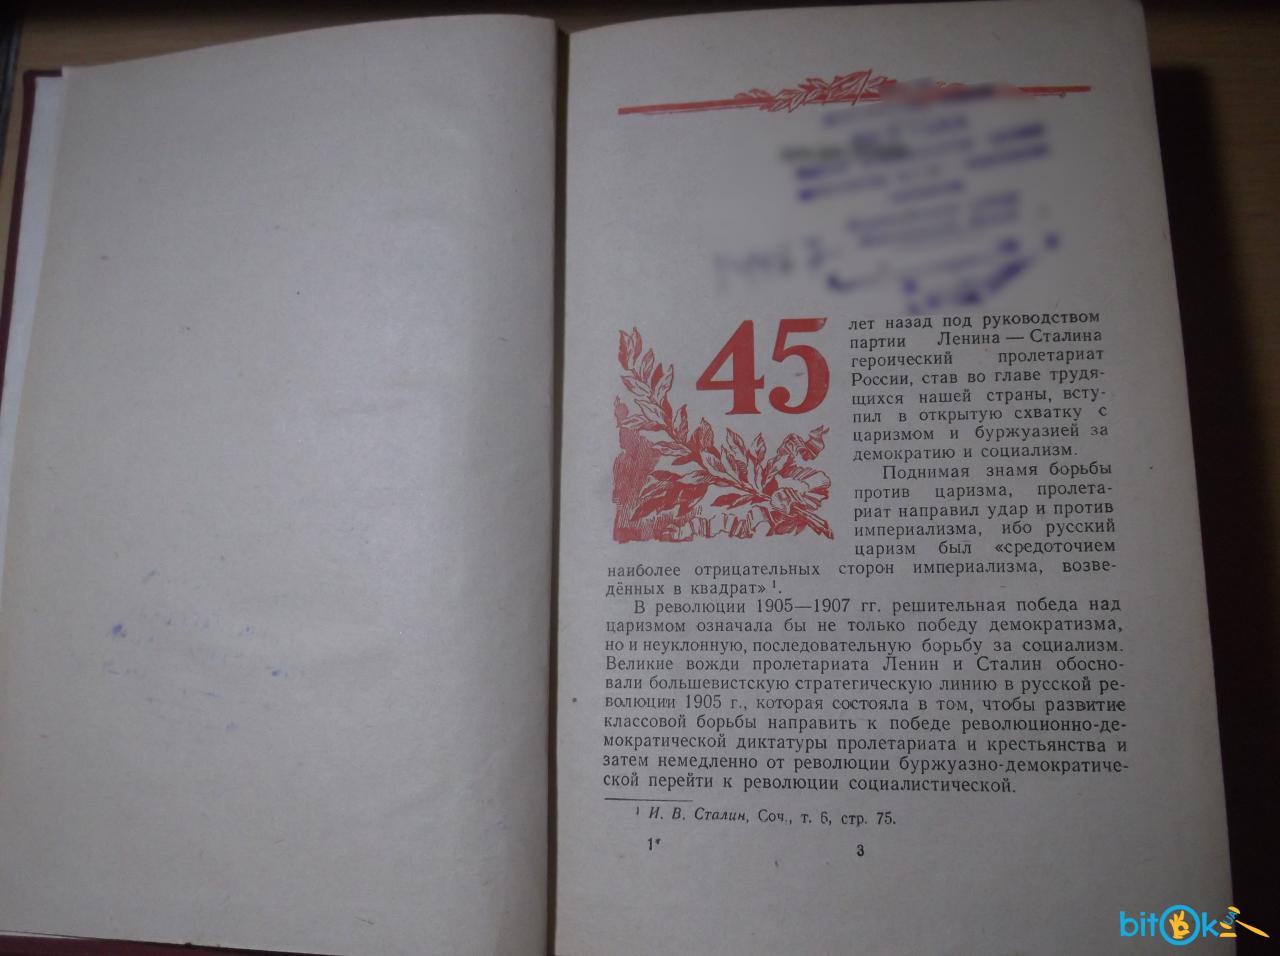 45
лет назад под руководством
партии Ленина — Сталина
героический пролетариат
России, став во главе трудя-
щихся нашей страны, всту-
пил в открытую схватку с
царизмом и буржуазией за
демократию и социализм.
Поднимая знамя борьбы
против царизма, пролета-
риат направил удар и против
империализма, ибо русский
царизм был «средоточием
наиболее отрицательных сторон империализма, возве-
дённых в квадрат» ¹.
В революции 1905—1907 гг. решительная победа над
царизмом означала бы не только победу демократизма,
но и неуклонную, последовательную борьбу за социализм.
Великие вожди пролетариата Ленин и Сталин обосно-
вали большевистскую стратегическую линию в русской ре-
волюции 1905 г., которая состояла в том, чтобы развитие
классовой борьбы направить к победе революционно-де-
мократической диктатуры пролетариата и крестьянства и
затем немедленно от революции буржуазно-демократиче-
ской перейти к революции социалистической.
¹ И. В. Сталин, Соч., т. 6, стр. 75.
1*
3
bitOk UA